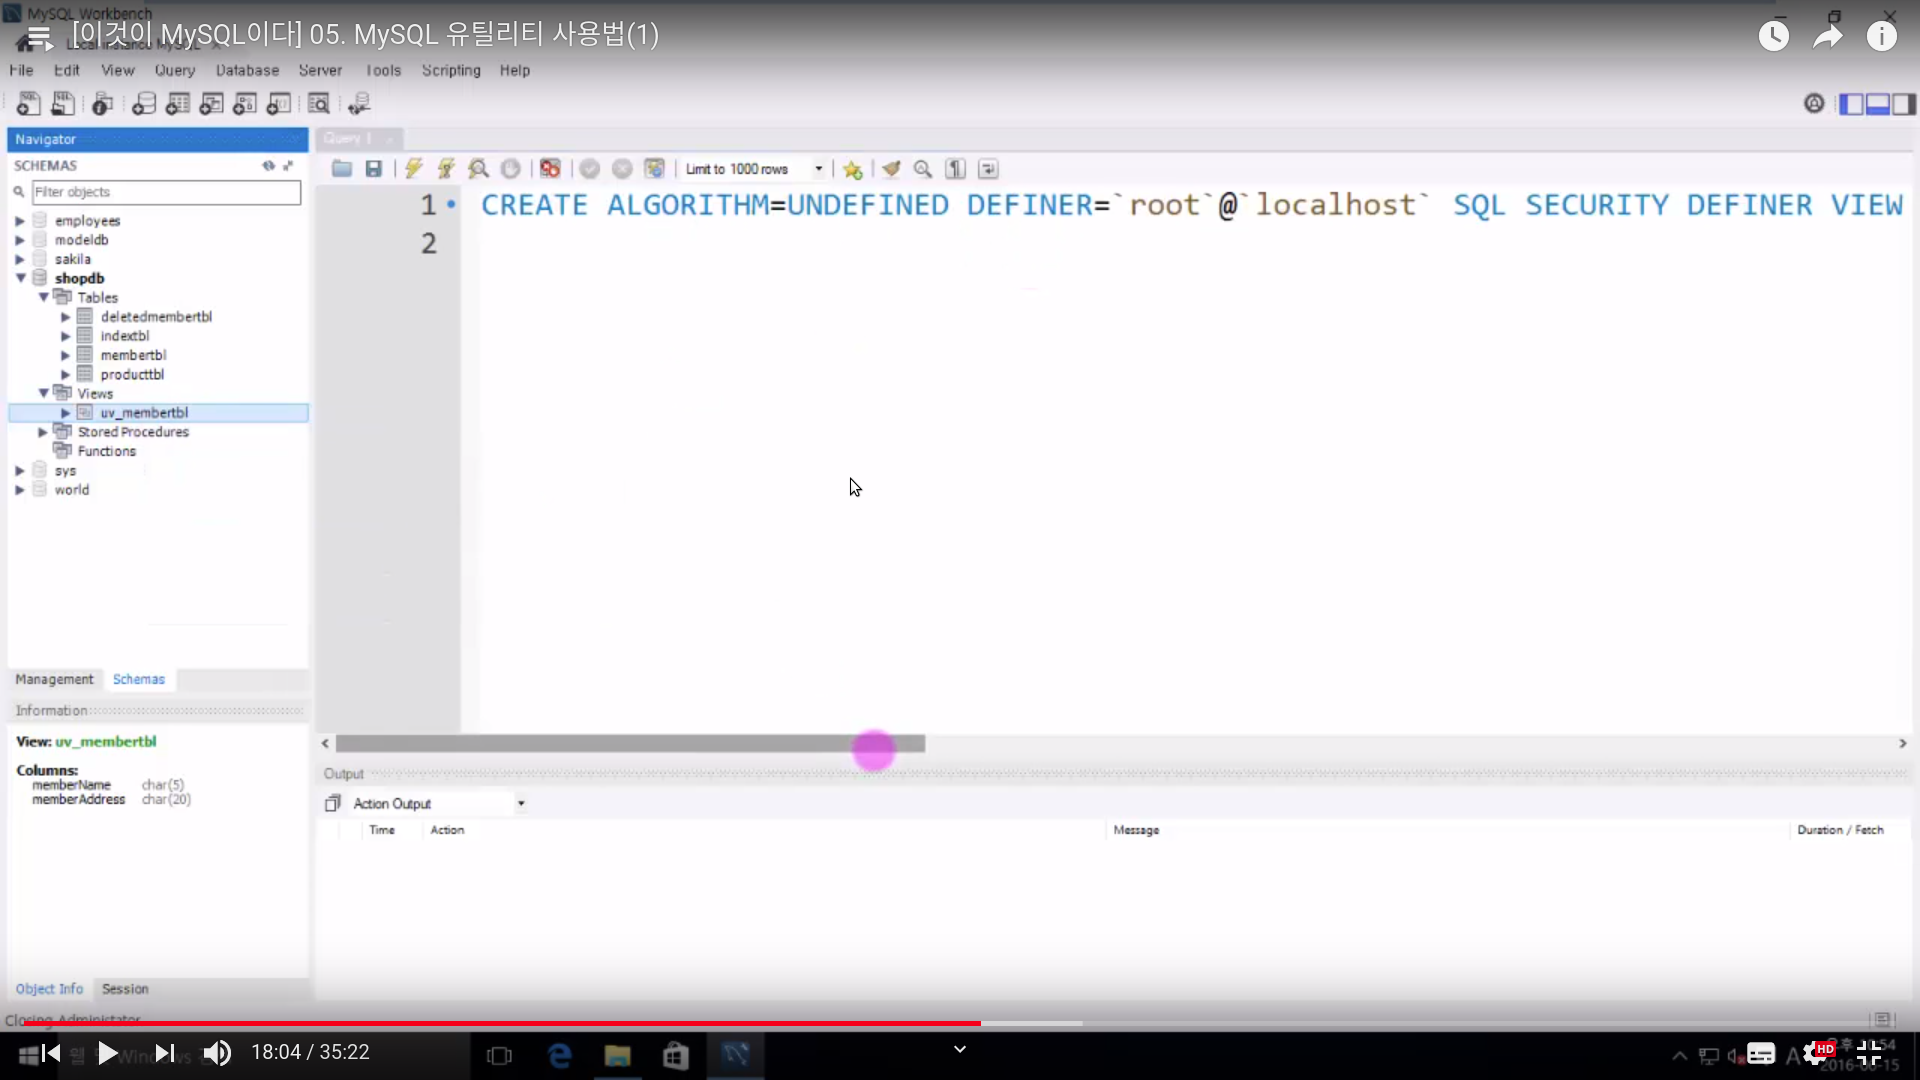 MySQL Workbench
[이것이 MySQL이다] 05. MySQL 유틸리티 사용법(1)
File Edit View Query Database Server Tools Scripting Help
Navigator
Query 1
SCHEMAS
Limit to 1000 rows
Filter objects
1 CREATE ALGORITHM=UNDEFINED DEFINER=`root`@`localhost` SQL SECURITY DEFINER VIEW
2
employees
modeldb
sakila
shopdb
Tables
deletedmembertbl
indextbl
membertbl
producttbl
Views
uv_membertbl
Stored Procedures
Functions
sys
world
Management Schemas
Information
View: uv_membertbl
Columns:
memberName char(5)
memberAddress char(20)
Output
Action Output
Time Action Message Duration / Fetch
Object Info Session
18:04 / 35:22
HD